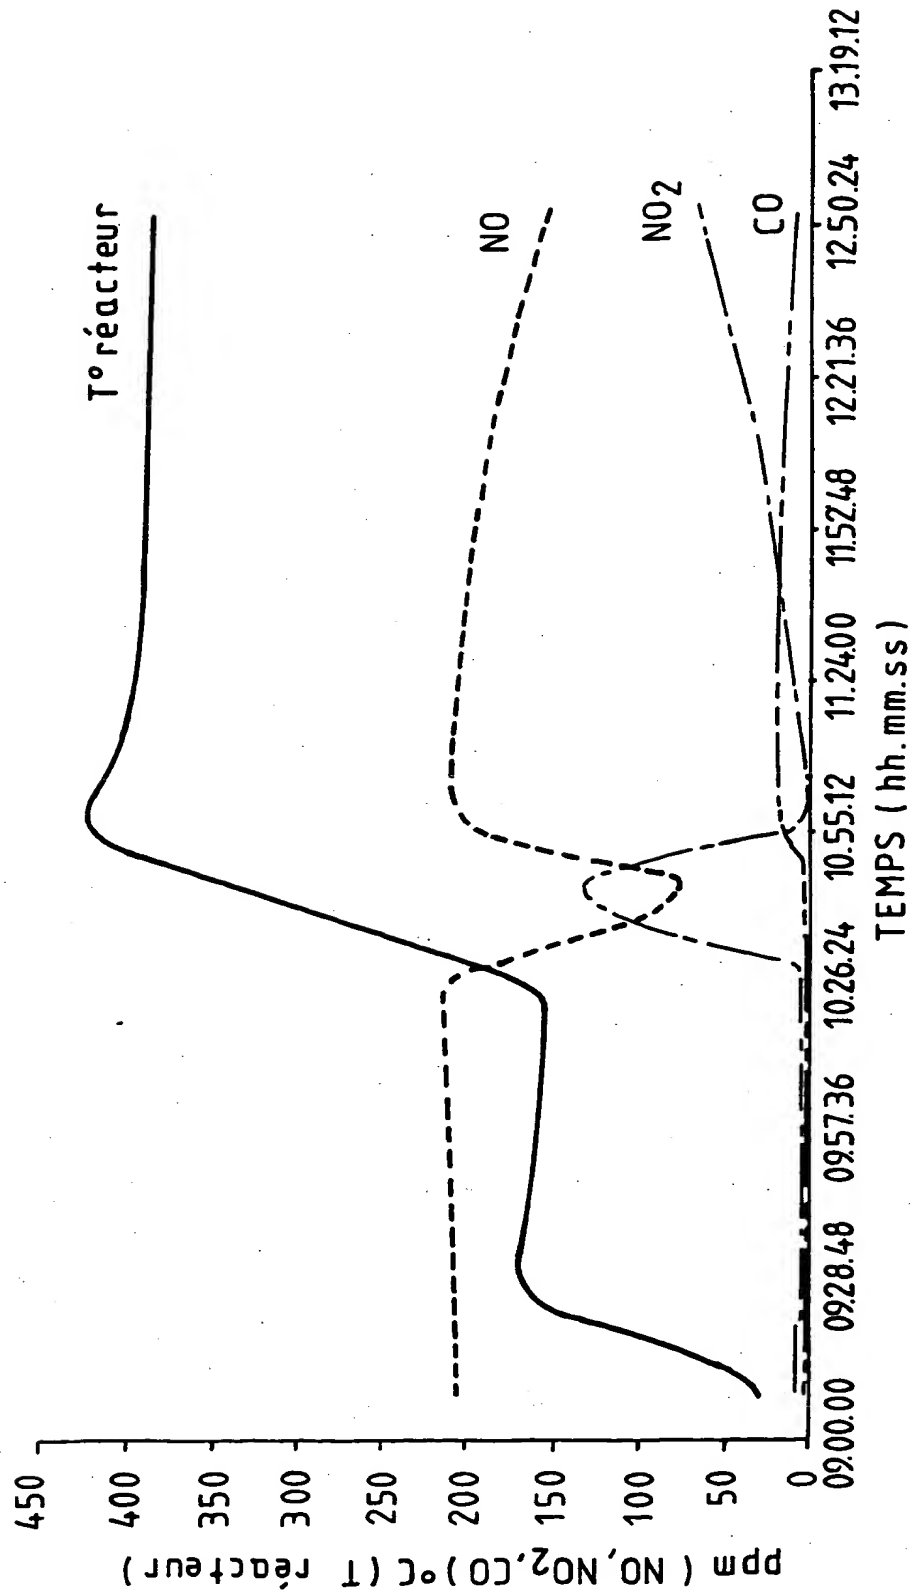 ppm (NO, NO2, CO) °C (T réacteur)
450
400
350
300
250
200
150
100
50
0
T° réacteur
NO
NO2
CO
09.00.00 09.28.48 09.57.36 10.26.24 10.55.12 11.24.00 11.52.48 12.21.36 12.50.24 13.19.12
TEMPS (hh.mm.ss)